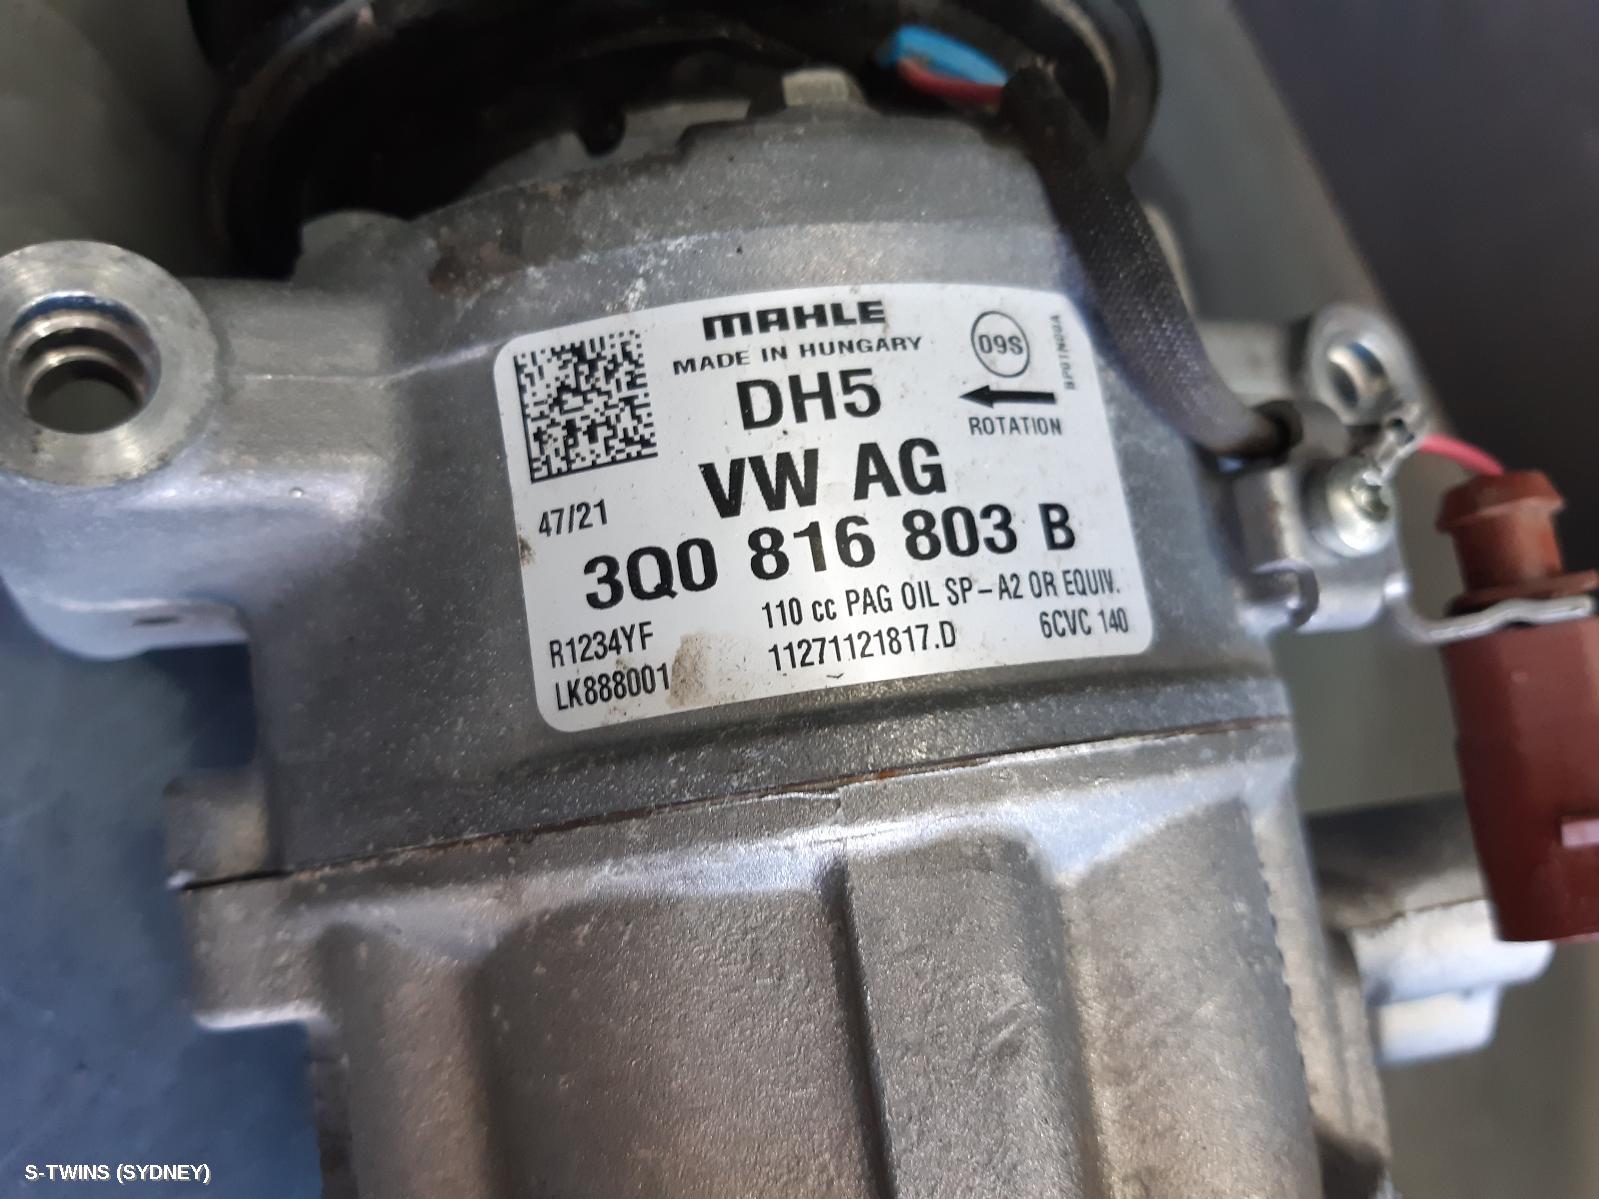 MAHLE
MADE IN HUNGARY
09S
DH5
ROTATION
VW AG
47/21
3Q0 816 803 B
110 cc PAG OIL SP-A2 OR EQUIV.
R1234YF
11271121817.D
6CVC 140
LK888001
S-TWINS (SYDNEY)